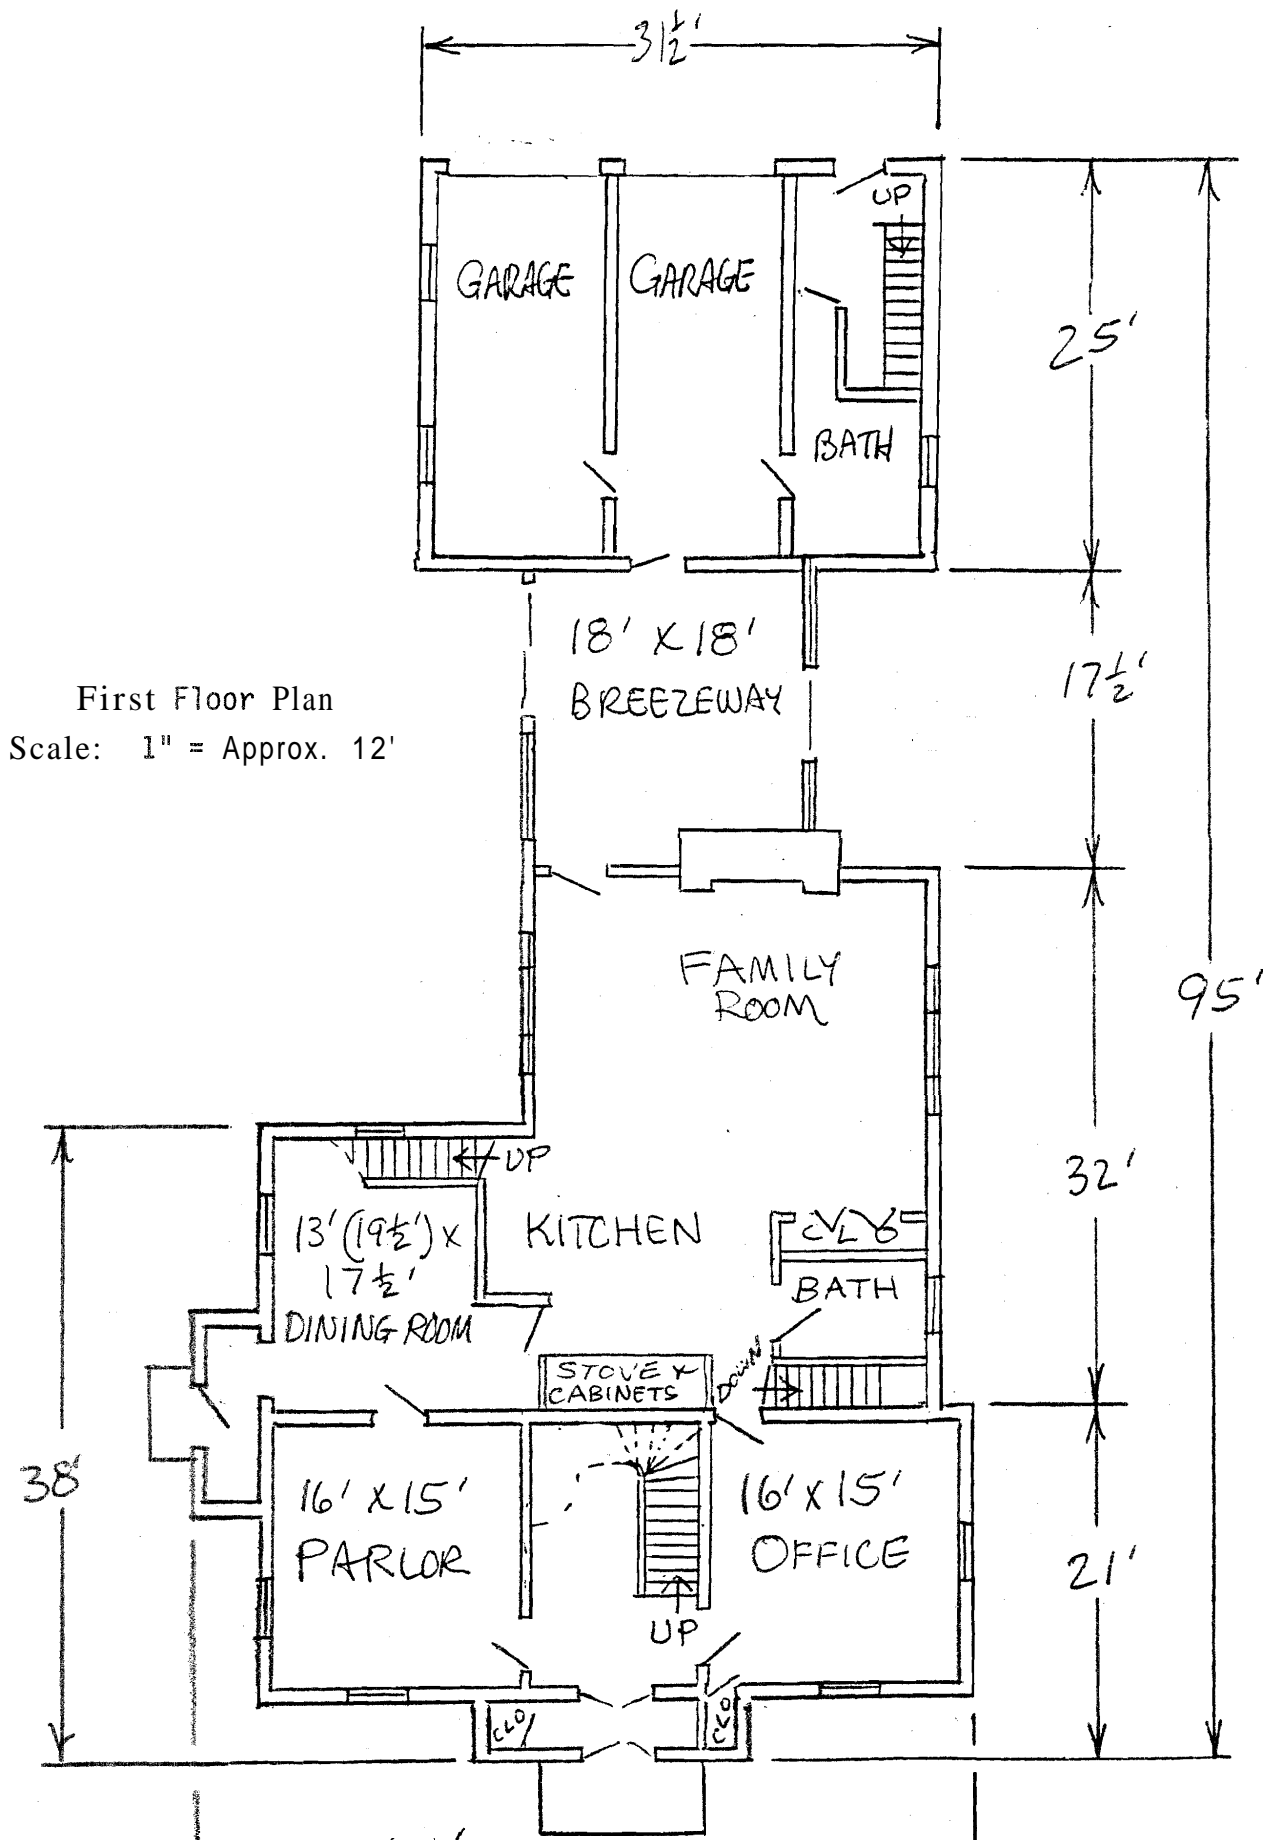 31½'
UP
GARAGE
GARAGE
25'
BATH
18' X 18'
BREEZEWAY
17½'
First Floor Plan
Scale: 1" = Approx. 12'
FAMILY
ROOM
95'
UP
32'
13' (19½') x
17½'
DINING ROOM
KITCHEN
CLO
BATH
STOVE &
CABINETS
DOWN
38'
16' X 15'
PARLOR
16' X 15'
OFFICE
21'
UP
CLO
CLO